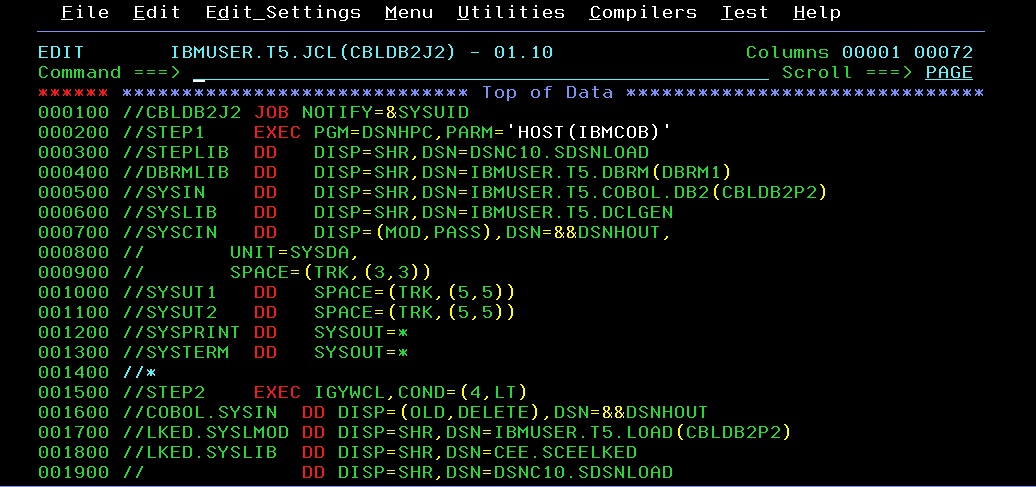 File  Edit  Edit_Settings  Menu  Utilities  Compilers  Test  Help
EDIT       IBMUSER.T5.JCL(CBLDB2J2) - 01.10                Columns 00001 00072
Command ===> _                                                Scroll ===> PAGE
****** ***************************** Top of Data ******************************
000100 //CBLDB2J2 JOB NOTIFY=&SYSUID
000200 //STEP1    EXEC PGM=DSNHPC,PARM='HOST(IBMCOB)'
000300 //STEPLIB  DD   DISP=SHR,DSN=DSNC10.SDSNLOAD
000400 //DBRMLIB  DD   DISP=SHR,DSN=IBMUSER.T5.DBRM(DBRM1)
000500 //SYSIN    DD   DISP=SHR,DSN=IBMUSER.T5.COBOL.DB2(CBLDB2P2)
000600 //SYSLIB   DD   DISP=SHR,DSN=IBMUSER.T5.DCLGEN
000700 //SYSCIN   DD   DISP=(MOD,PASS),DSN=&&DSNHOUT,
000800 //       UNIT=SYSDA,
000900 //       SPACE=(TRK,(3,3))
001000 //SYSUT1   DD   SPACE=(TRK,(5,5))
001100 //SYSUT2   DD   SPACE=(TRK,(5,5))
001200 //SYSPRINT DD   SYSOUT=*
001300 //SYSTERM  DD   SYSOUT=*
001400 //*
001500 //STEP2    EXEC IGYWCL,COND=(4,LT)
001600 //COBOL.SYSIN  DD DISP=(OLD,DELETE),DSN=&&DSNHOUT
001700 //LKED.SYSLMOD DD DISP=SHR,DSN=IBMUSER.T5.LOAD(CBLDB2P2)
001800 //LKED.SYSLIB  DD DISP=SHR,DSN=CEE.SCEELKED
001900 //             DD DISP=SHR,DSN=DSNC10.SDSNLOAD